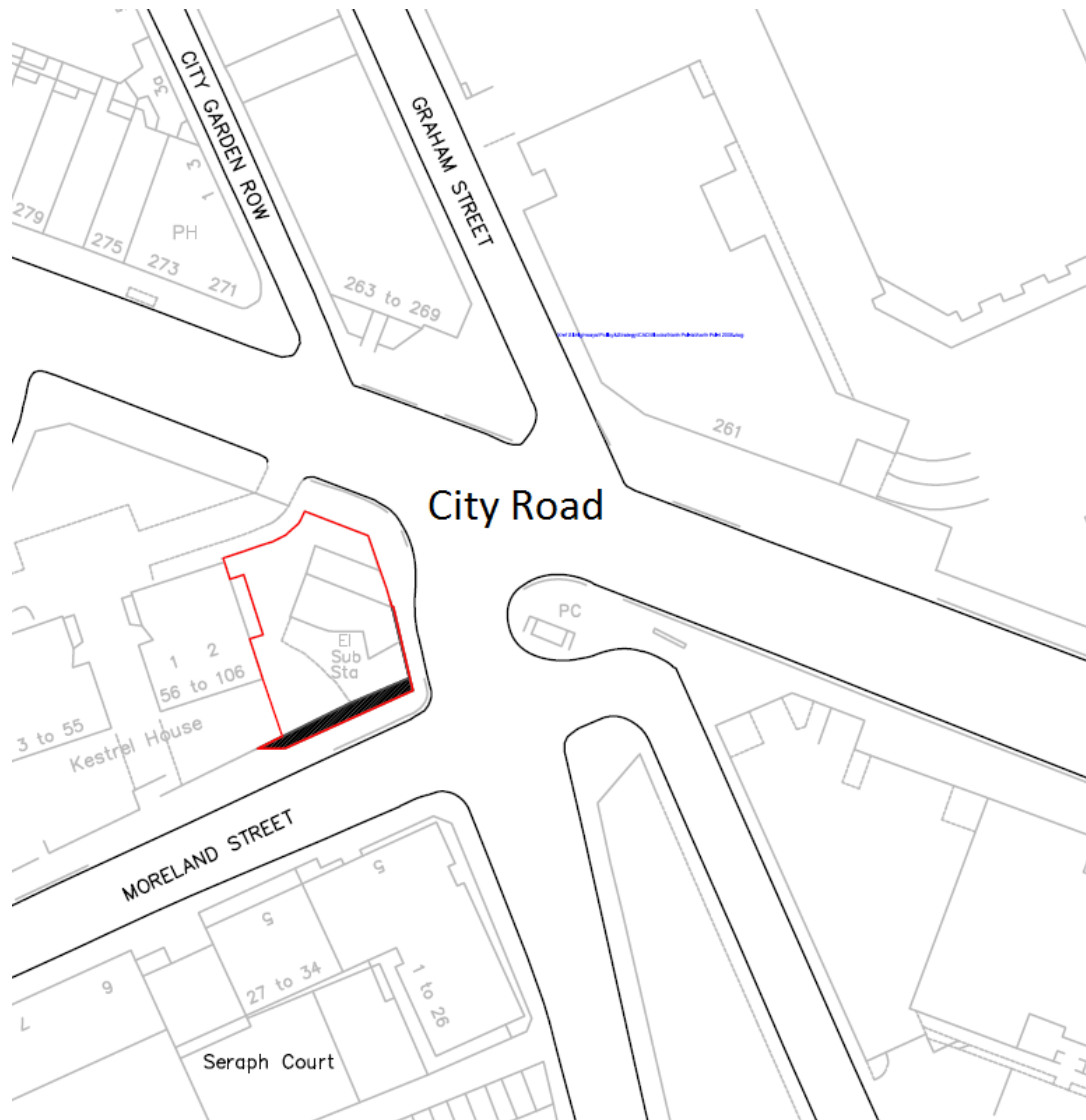 CITY GARDEN ROW
GRAHAM STREET
3a
3
1
279
275
PH
273
271
263 to 269
261
City Road
PC
El
Sub
Sta
1
2
56 to 106
3 to 55
Kestrel House
MORELAND STREET
5
5
27 to 34
1 to 26
6
7
Seraph Court